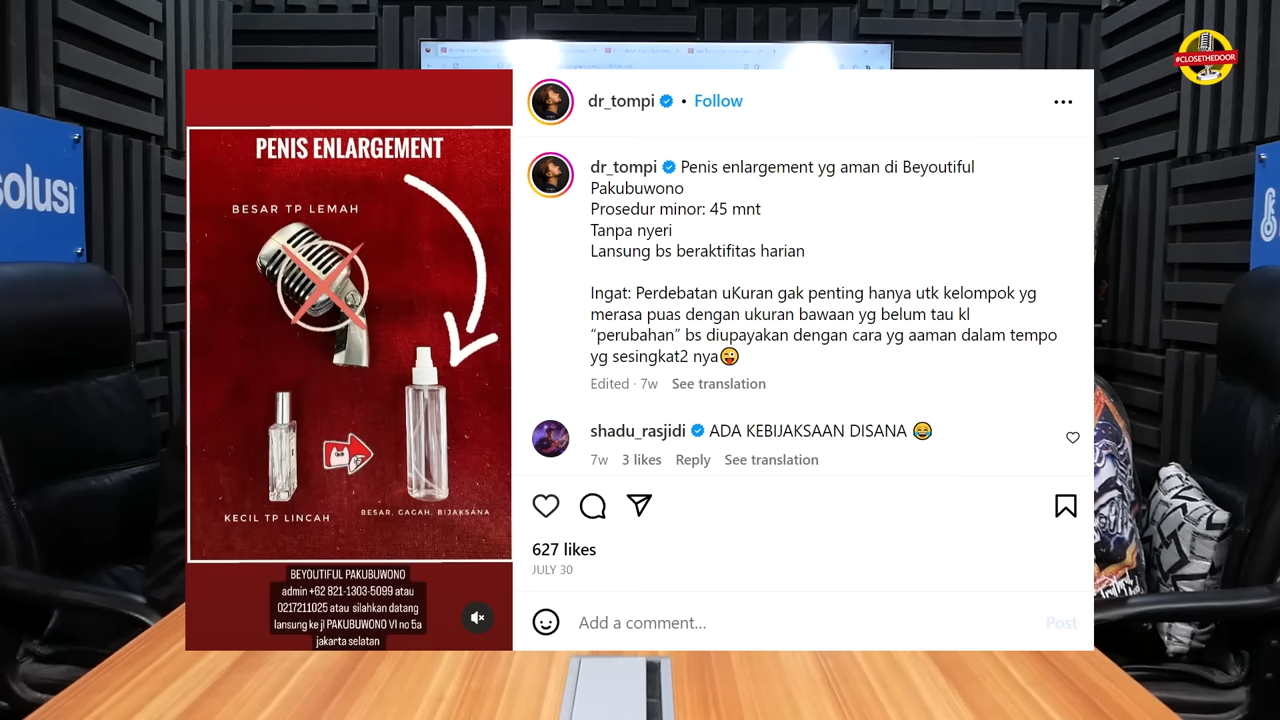 #CLOSETHEDOOR
solusi
PENIS ENLARGEMENT
BESAR TP LEMAH
KECIL TP LINCAH
BESAR, GAGAH, BIJAKSANA
BEYOUTIFUL PAKUBUWONO
admin +62 821-1303-5099 atau
0217211025 atau silahkan datang
lansung ke jl PAKUBUWONO VI no 5a
jakarta selatan
dr_tompi • Follow
dr_tompi Penis enlargement yg aman di Beyoutiful
Pakubuwono
Prosedur minor: 45 mnt
Tanpa nyeri
Lansung bs beraktifitas harian
Ingat: Perdebatan uKuran gak penting hanya utk kelompok yg
merasa puas dengan ukuran bawaan yg belum tau kl
“perubahan” bs diupayakan dengan cara yg aaman dalam tempo
yg sesingkat2 nya😜
Edited · 7w See translation
shadu_rasjidi ADA KEBIJAKSAAN DISANA 😂
7w 3 likes Reply See translation
627 likes
JULY 30
Add a comment...
Post